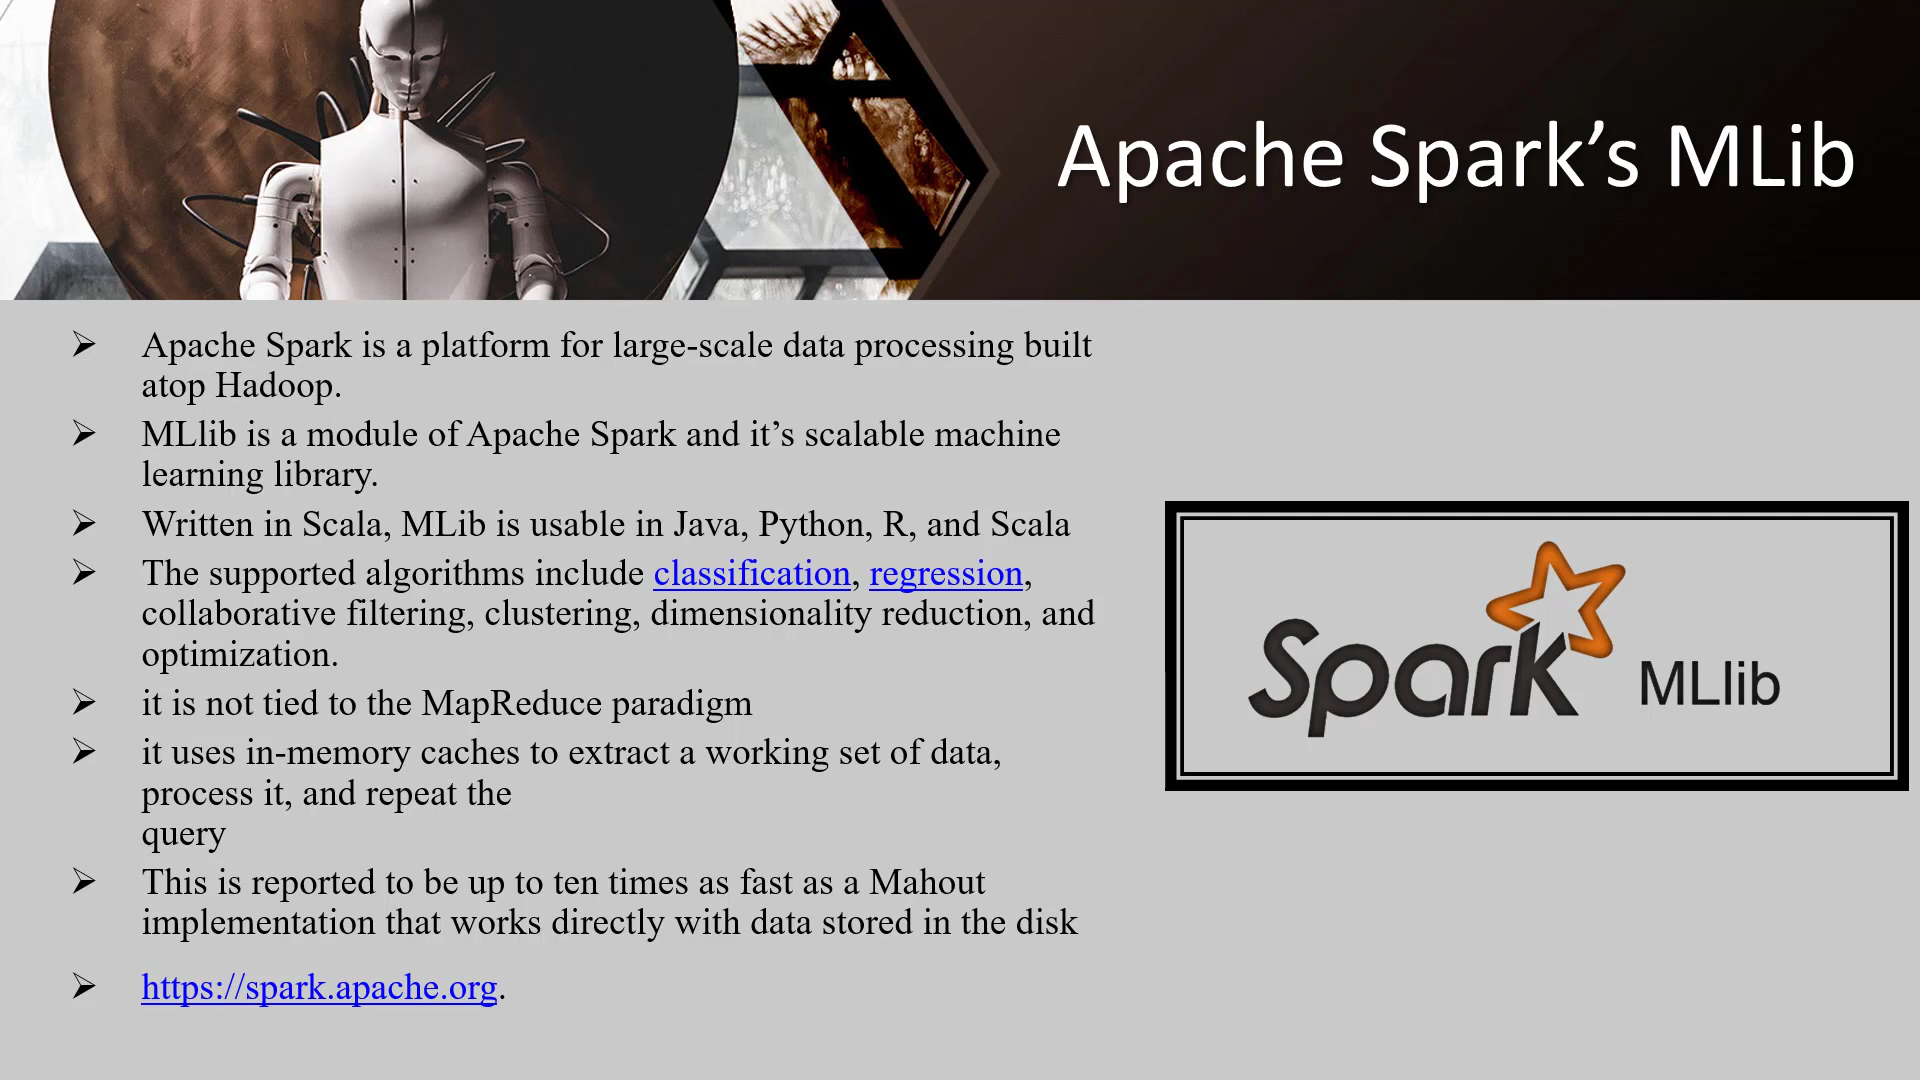 Apache Spark’s MLib
➢ Apache Spark is a platform for large-scale data processing built
atop Hadoop.
➢ MLlib is a module of Apache Spark and it’s scalable machine
learning library.
➢ Written in Scala, MLib is usable in Java, Python, R, and Scala
➢ The supported algorithms include classification, regression,
collaborative filtering, clustering, dimensionality reduction, and
optimization.
➢ it is not tied to the MapReduce paradigm
➢ it uses in-memory caches to extract a working set of data,
process it, and repeat the
query
➢ This is reported to be up to ten times as fast as a Mahout
implementation that works directly with data stored in the disk
➢ https://spark.apache.org.
Spark MLlib